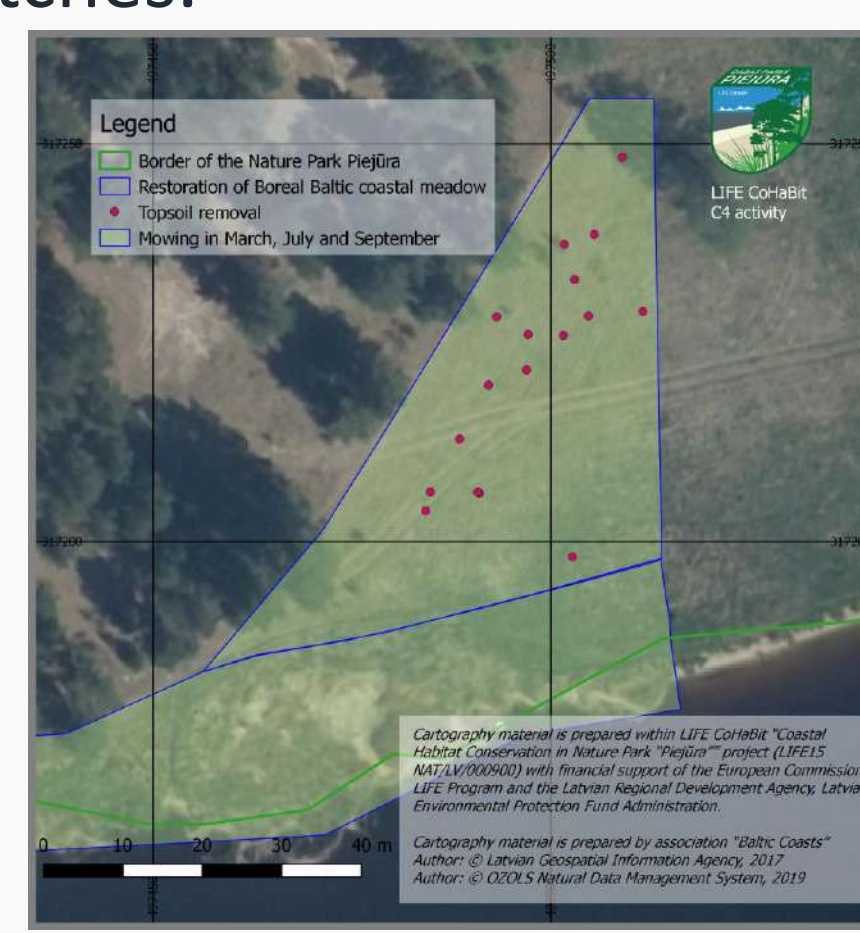 Legend
Border of the Nature Park Piejūra
Restoration of Boreal Baltic coastal meadow
Topsoil removal
Mowing in March, July and September
317250
DABAS PARKS
PIEJŪRA
LIFE CoHaBit
C4 activity
317200
Cartography material is prepared within LIFE CoHaBit "Coastal
Habitat Conservation in Nature Park "Piejūra"" project (LIFE15
NAT/LV/000900) with financial support of the European Commission
LIFE Program and the Latvian Regional Development Agency, Latvia
Environmental Protection Fund Administration.
Cartography material is prepared by association "Baltic Coasts"
Author: © Latvian Geospatial Information Agency, 2017
Author: © OZOLS Natural Data Management System, 2019
0 10 20 30 40 m